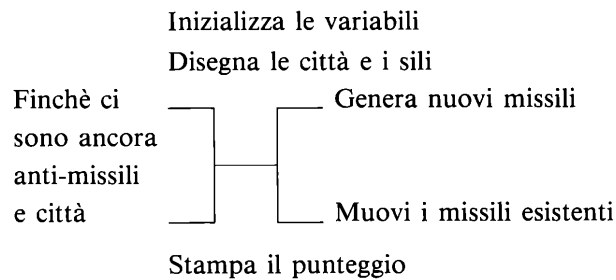 Inizializza le variabili
Disegna le città e i sili
Finchè ci
sono ancora
anti-missili
e città
Genera nuovi missili
Muovi i missili esistenti
Stampa il punteggio